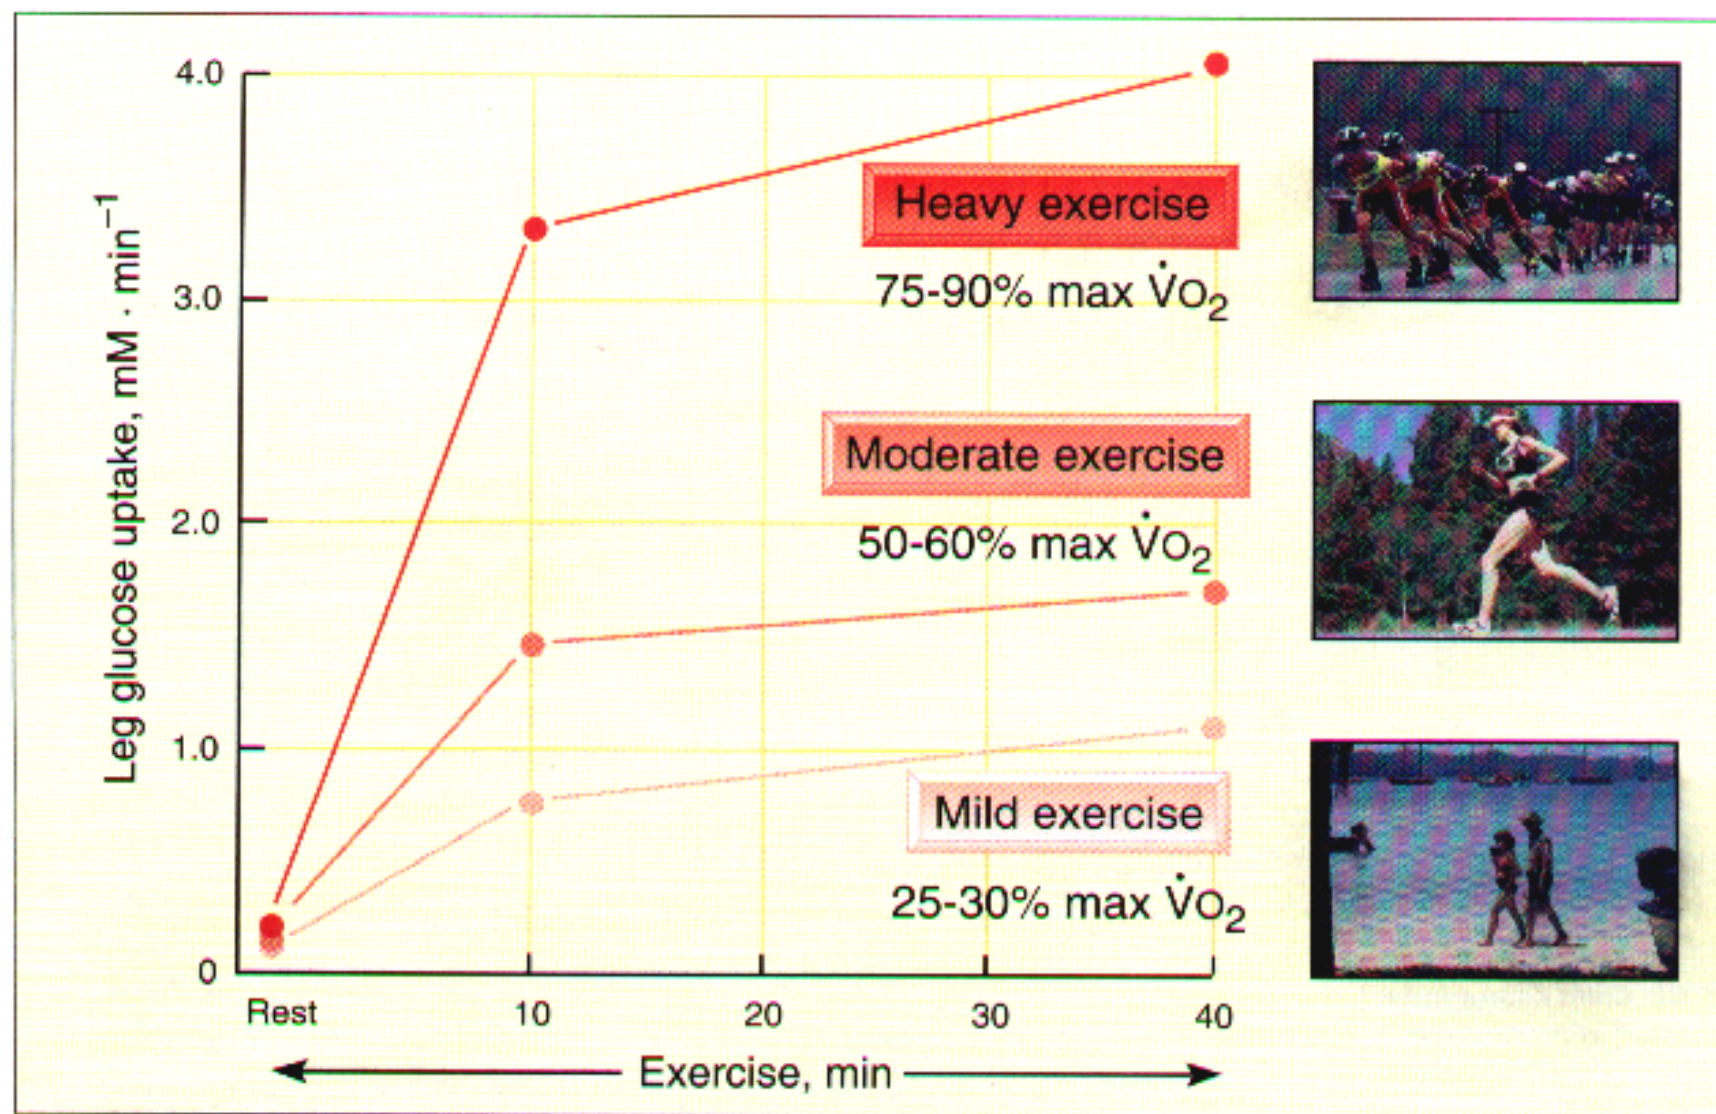 4.0
3.0
2.0
1.0
0
Leg glucose uptake, mM · min⁻¹
Heavy exercise
75-90% max V̇O₂
Moderate exercise
50-60% max V̇O₂
Mild exercise
25-30% max V̇O₂
Rest 10 20 30 40
Exercise, min